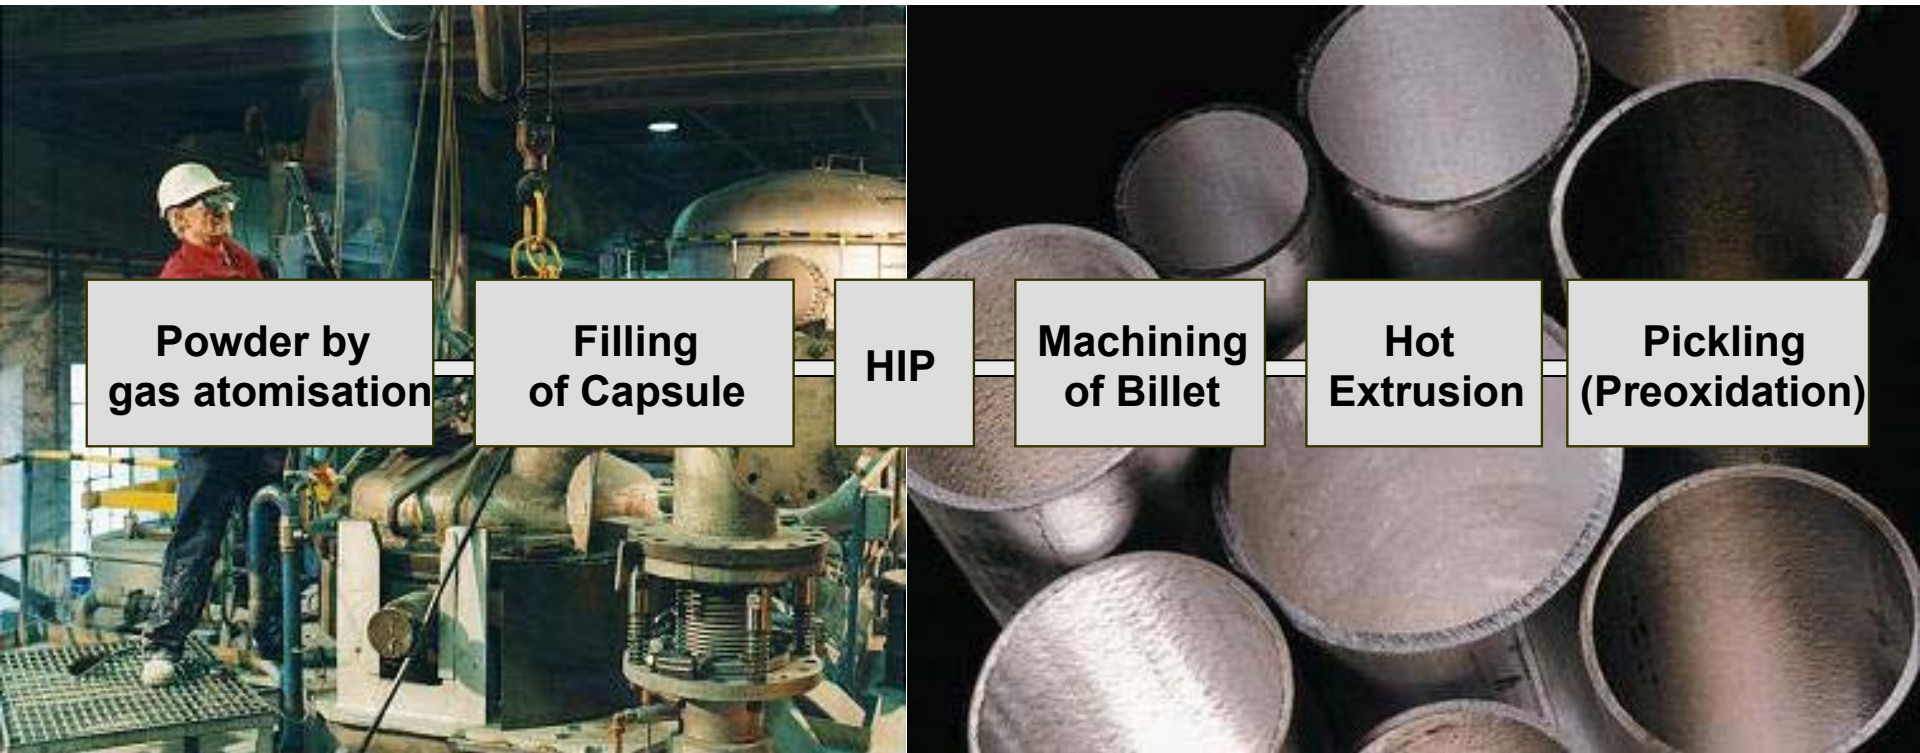 Powder by
gas atomisation
Filling
of Capsule
HIP
Machining
of Billet
Hot
Extrusion
Pickling
(Preoxidation)